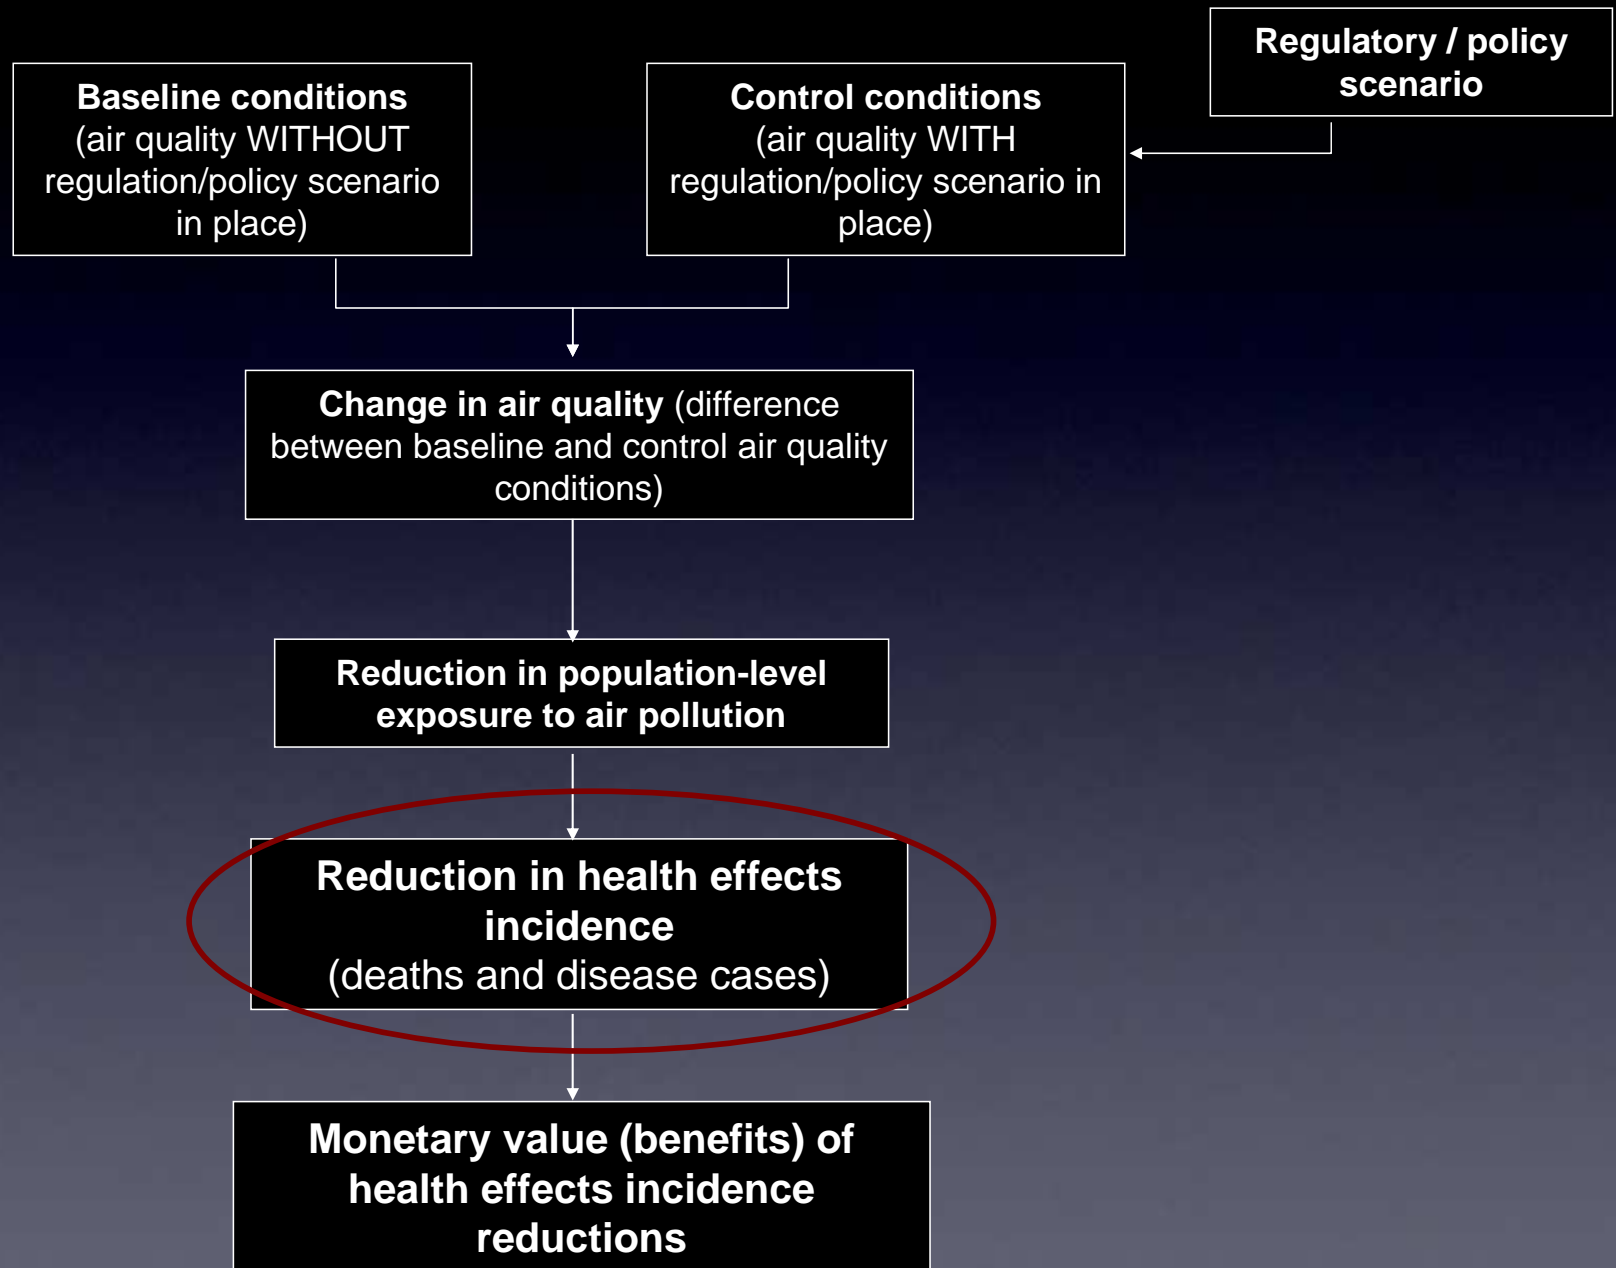 Regulatory / policy
scenario
Baseline conditions
(air quality WITHOUT
regulation/policy scenario
in place)
Control conditions
(air quality WITH
regulation/policy scenario in
place)
Change in air quality (difference
between baseline and control air quality
conditions)
Reduction in population-level
exposure to air pollution
Reduction in health effects
incidence
(deaths and disease cases)
Monetary value (benefits) of
health effects incidence
reductions